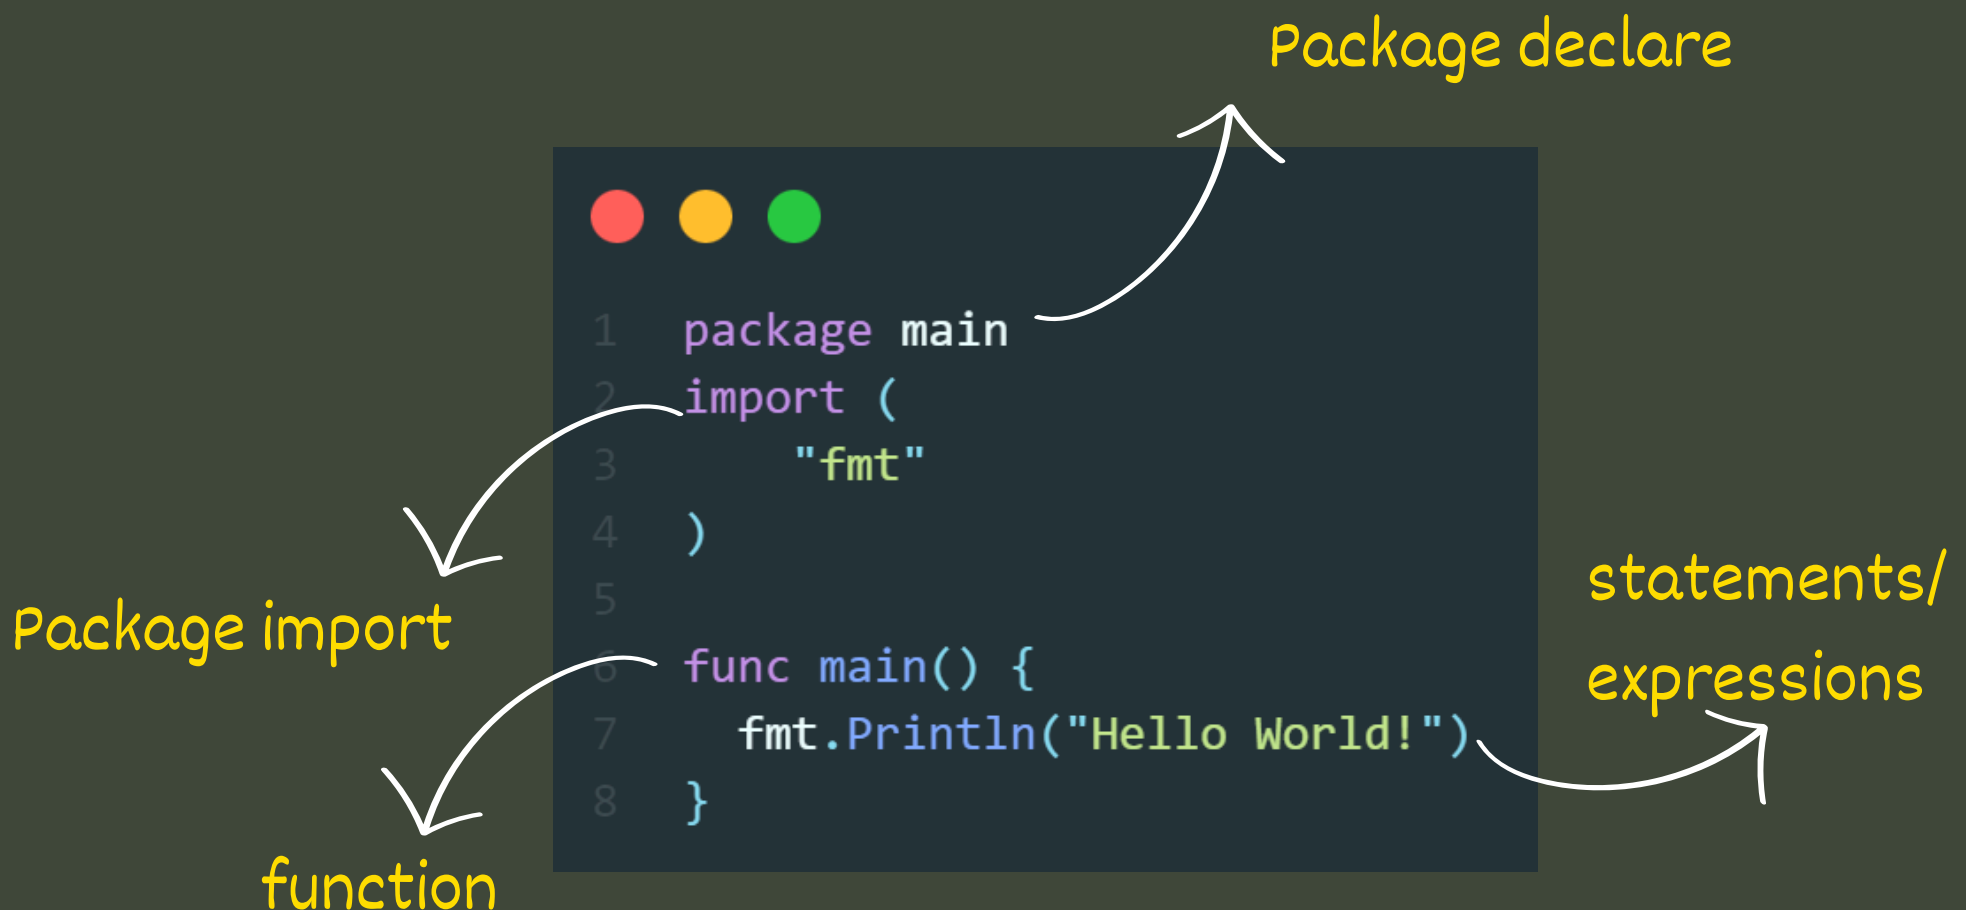 Package declare
1 package main
2 import (
3 "fmt"
4 )
5
6 func main() {
7 fmt.Println("Hello World!")
8 }
Package import
function
statements/
expressions